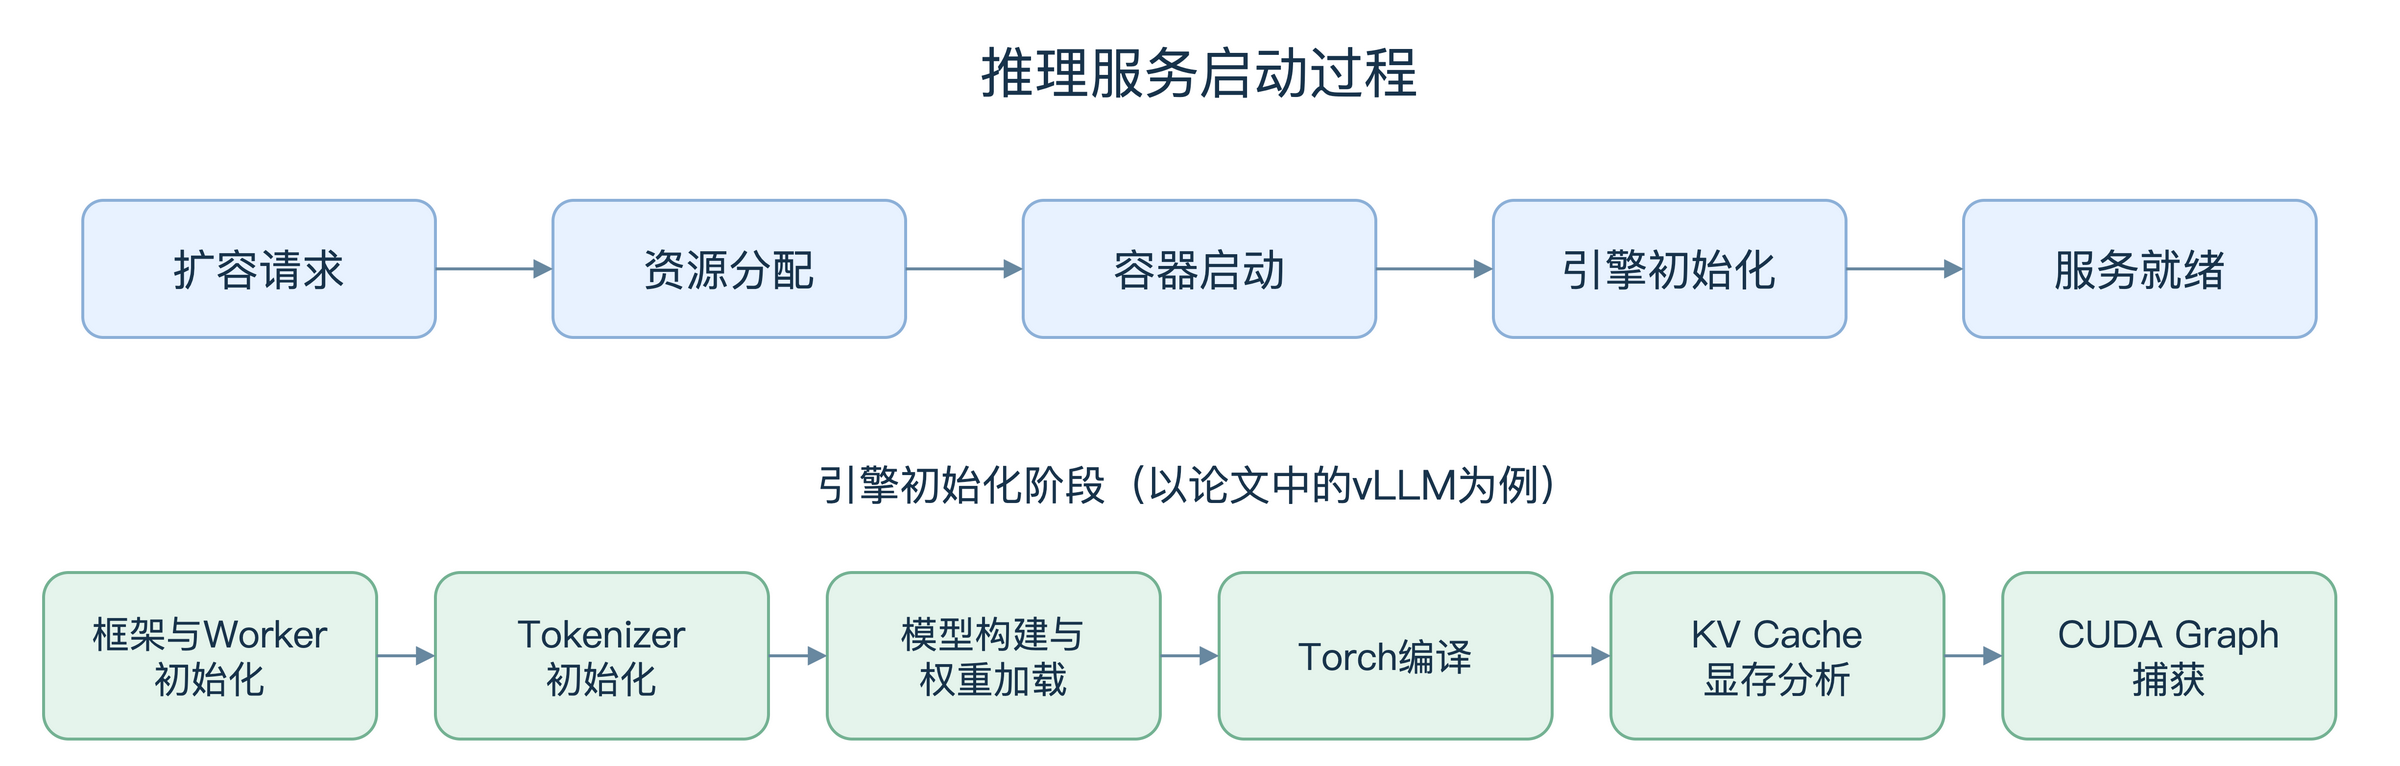 推理服务启动过程
扩容请求
资源分配
容器启动
引擎初始化
服务就绪
引擎初始化阶段（以论文中的vLLM为例）
框架与Worker
初始化
Tokenizer
初始化
模型构建与
权重加载
Torch编译
KV Cache
显存分析
CUDA Graph
捕获